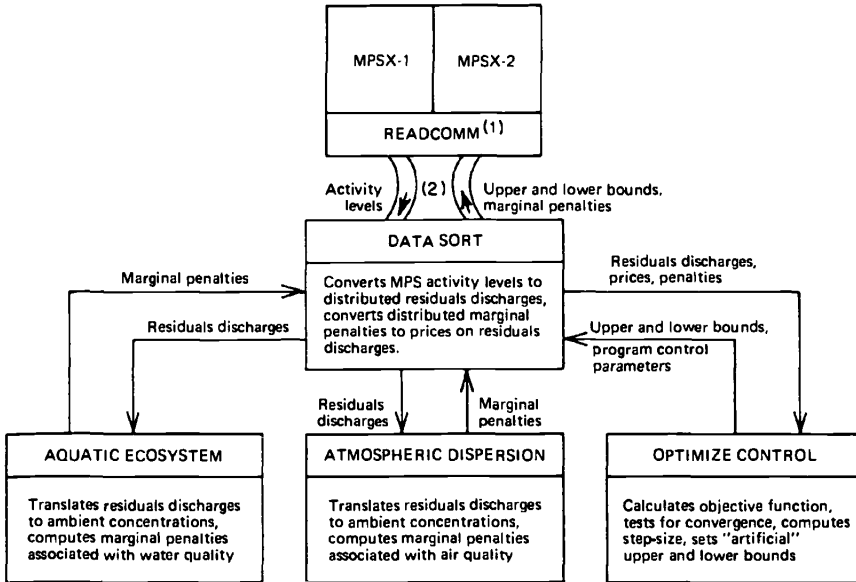 MPSX-1
MPSX-2
READCOMM(1)
Activity
levels
(2)
Upper and lower bounds,
marginal penalties
DATA SORT
Converts MPS activity levels to
distributed residuals discharges,
converts distributed marginal
penalties to prices on residuals
discharges.
Marginal penalties
Residuals discharges
Residuals discharges,
prices, penalties
Upper and lower bounds,
program control
parameters
Residuals
discharges
Marginal
penalties
AQUATIC ECOSYSTEM
Translates residuals discharges
to ambient concentrations,
computes marginal penalties
associated with water quality
ATMOSPHERIC DISPERSION
Translates residuals discharges
to ambient concentrations,
computes marginal penalties
associated with air quality
OPTIMIZE CONTROL
Calculates objective function,
tests for convergence, computes
step-size, sets "artificial"
upper and lower bounds